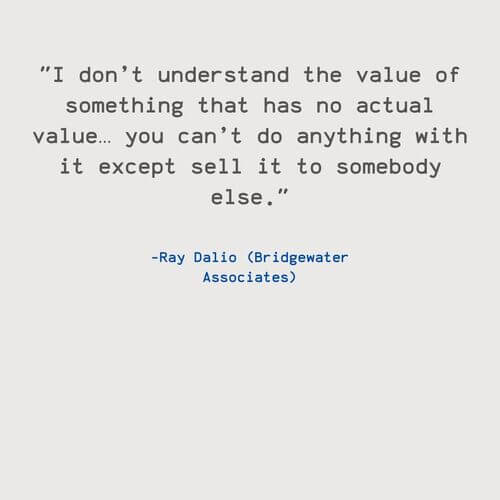 "I don't understand the value of
something that has no actual
value… you can't do anything with
it except sell it to somebody
else."
-Ray Dalio (Bridgewater
Associates)